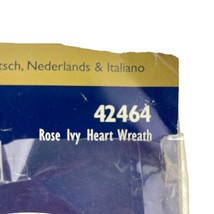 tsch, Nederlands & Italiano
42464
Rose Ivy Heart Wreath